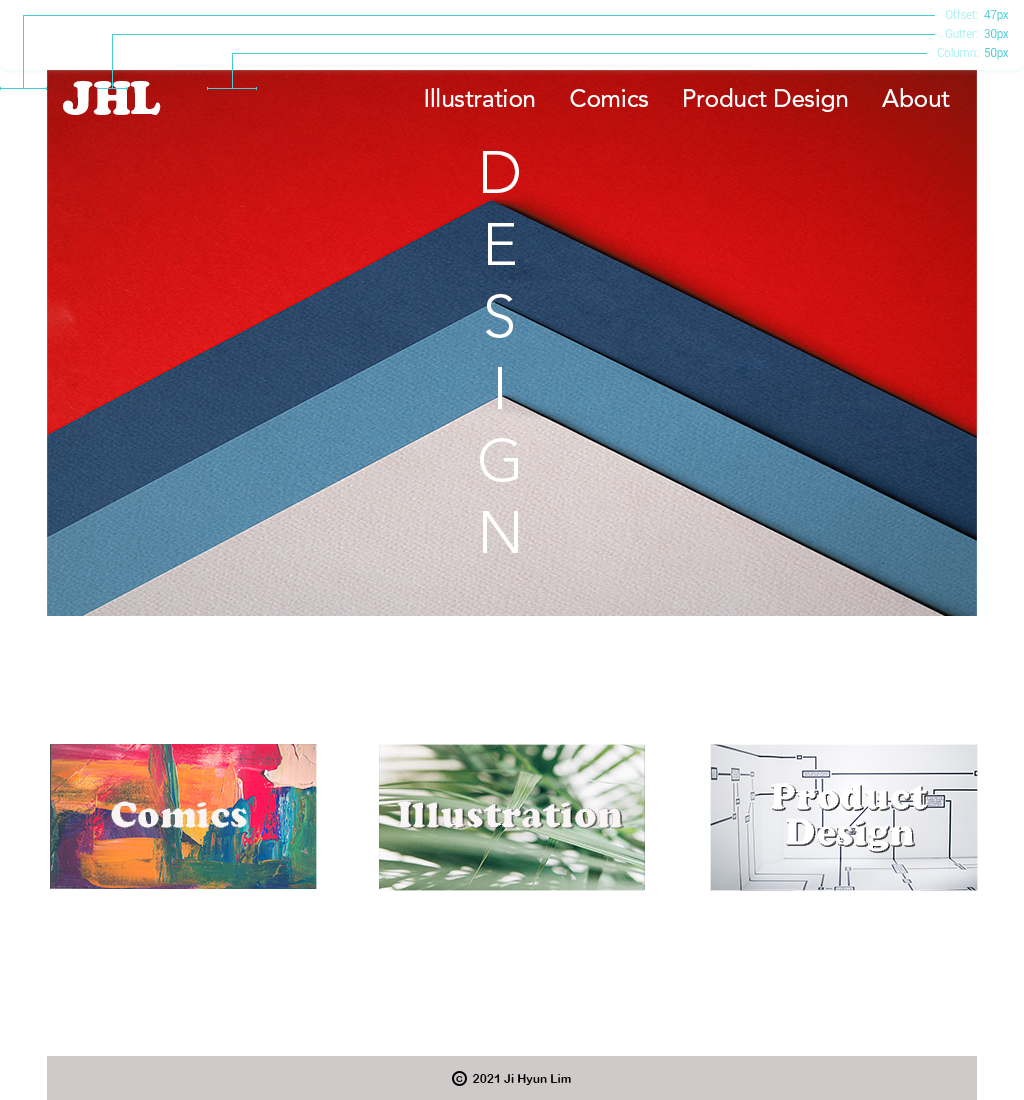 Offset: 47px
Gutter: 30px
Column: 50px
JHL
Illustration Comics Product Design About
D
E
S
I
G
N
Comics
Illustration
Product
Design
© 2021 Ji Hyun Lim